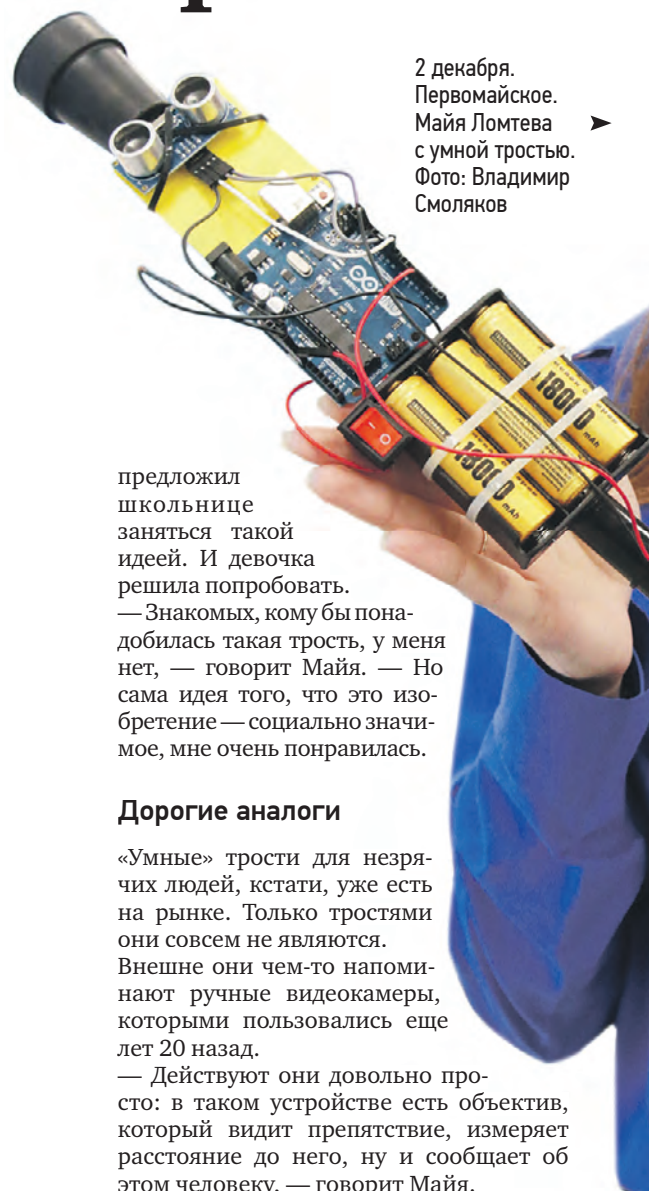 2 декабря.
Первомайское.
Майя Ломтева
с умной тростью.
Фото: Владимир
Смоляков
18000
mAh
15000
mAh
предложил
школьнице
заняться такой
идеей. И девочка
решила попробовать.
— Знакомых, кому бы пона-
добилась такая трость, у меня
нет, — говорит Майя. — Но
сама идея того, что это изо-
бретение — социально значи-
мое, мне очень понравилась.
Дорогие аналоги
«Умные» трости для незря-
чих людей, кстати, уже есть
на рынке. Только тростями
они совсем не являются.
Внешне они чем-то напоми-
нают ручные видеокамеры,
которыми пользовались еще
лет 20 назад.
— Действуют они довольно про-
сто: в таком устройстве есть объектив,
который видит препятствие, измеряет
расстояние до него, ну и сообщает об
этом человеку, — говорит Майя.